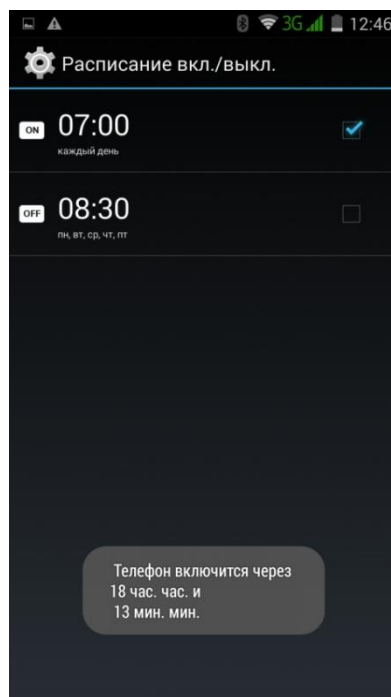 3G 12:46
Расписание вкл./выкл.
ON 07:00
каждый день
OFF 08:30
пн, вт, ср, чт, пт
Телефон включится через
18 час. час. и
13 мин. мин.